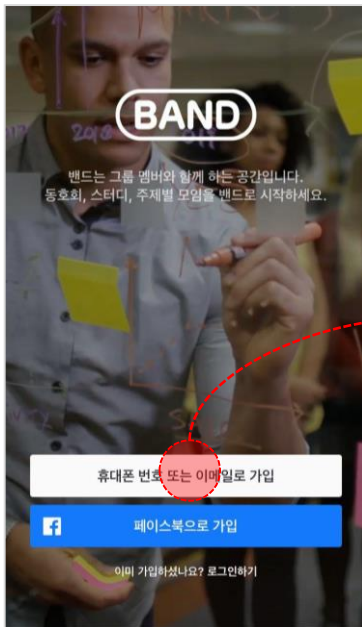 BAND
밴드는 그룹 멤버와 함께 하는 공간입니다.
동호회, 스터디, 주제별 모임을 밴드로 시작하세요.
휴대폰 번호 또는 이메일로 가입
페이스북으로 가입
이미 가입하셨나요? 로그인하기